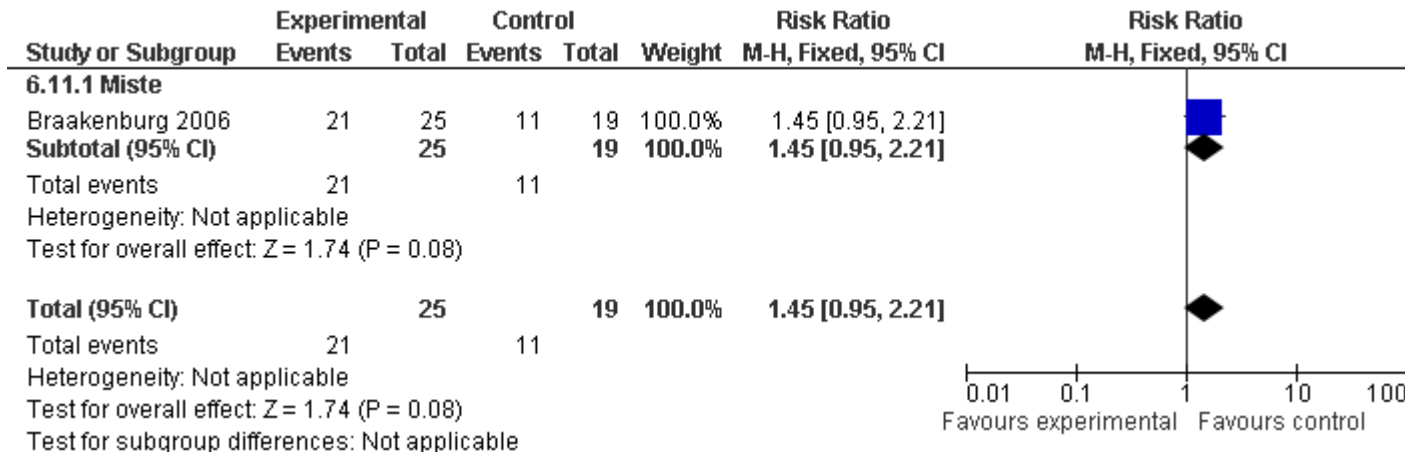 Experimental Control Risk Ratio Risk Ratio
Study or Subgroup Events Total Events Total Weight M-H, Fixed, 95% CI M-H, Fixed, 95% CI
6.11.1 Miste
Braakenburg 2006 21 25 11 19 100.0% 1.45 [0.95, 2.21]
Subtotal (95% CI) 25 19 100.0% 1.45 [0.95, 2.21]
Total events 21 11
Heterogeneity: Not applicable
Test for overall effect: Z = 1.74 (P = 0.08)
Total (95% CI) 25 19 100.0% 1.45 [0.95, 2.21]
Total events 21 11
Heterogeneity: Not applicable
Test for overall effect: Z = 1.74 (P = 0.08)
Test for subgroup differences: Not applicable
0.01 0.1 1 10 100
Favours experimental Favours control